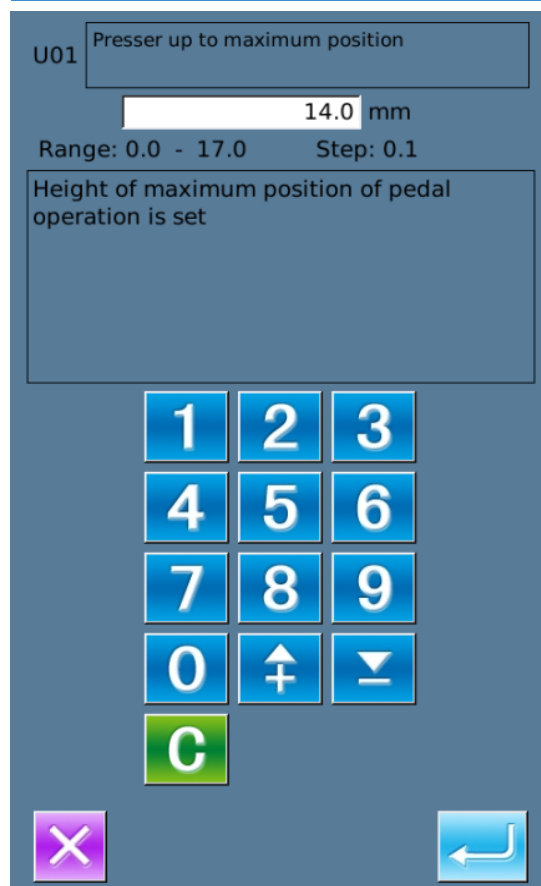 U01 Presser up to maximum position
14.0 mm
Range: 0.0 - 17.0 Step: 0.1
Height of maximum position of pedal
operation is set
1 2 3
4 5 6
7 8 9
0
C